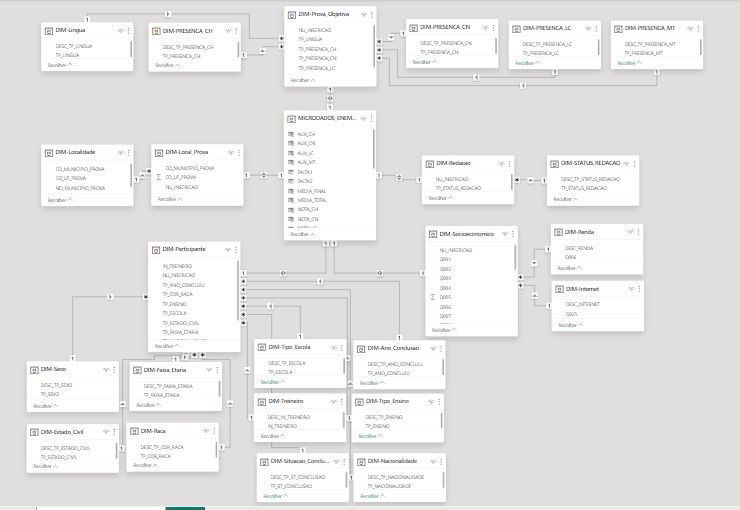 DIM-Lingua
DESC_TP_LINGUA
TP_LINGUA
Recolher
DIM-PRESENCA_CH
DESC_TP_PRESENCA_CH
TP_PRESENCA_CH
Recolher
DIM-Prova_Objetiva
NU_INSCRICAO
TP_LINGUA
TP_PRESENCA_CH
TP_PRESENCA_CN
TP_PRESENCA_LC
Recolher
DIM-PRESENCA_CN
DESC_TP_PRESENCA_CN
TP_PRESENCA_CN
Recolher
DIM-PRESENCA_LC
DESC_TP_PRESENCA_LC
TP_PRESENCA_LC
Recolher
DIM-PRESENCA_MT
DESC_TP_PRESENCA_MT
TP_PRESENCA_MT
Recolher
MICRODADOS_ENEM...
AUX_CH
AUX_CN
AUX_LC
AUX_MT
FALTA1
FALTA2
MEDIA_FINAL
MEDIA_TOTAL
NOTA_CH
NOTA_CN
NOTA_LC
Recolher
DIM-Localidade
CO_MUNICIPIO_PROVA
CO_UF_PROVA
NO_MUNICIPIO_PROVA
Recolher
DIM-Local_Prova
CO_MUNICIPIO_PROVA
CO_UF_PROVA
NU_INSCRICAO
Recolher
DIM-Redacao
NU_INSCRICAO
TP_STATUS_REDACAO
Recolher
DIM-STATUS_REDACAO
DESC_TP_STATUS_REDACAO
TP_STATUS_REDACAO
Recolher
DIM-Participante
IN_TREINEIRO
NU_INSCRICAO
TP_ANO_CONCLUIU
TP_COR_RACA
TP_ENSINO
TP_ESCOLA
TP_ESTADO_CIVIL
TP_FAIXA_ETARIA
Recolher
DIM-Socioeconomico
NU_INSCRICAO
Q001
Q002
Q003
Q004
Q005
Q006
Q007
Recolher
DIM-Renda
DESC_RENDA
Q006
Recolher
DIM-Internet
DESC_INTERNET
Q025
Recolher
DIM-Sexo
DESC_TP_SEXO
TP_SEXO
Recolher
DIM-Faixa_Etaria
DESC_TP_FAIXA_ETARIA
TP_FAIXA_ETARIA
Recolher
DIM-Estado_Civil
DESC_TP_ESTADO_CIVIL
TP_ESTADO_CIVIL
Recolher
DIM-Raca
DESC_TP_COR_RACA
TP_COR_RACA
Recolher
DIM-Tipo_Escola
DESC_TP_ESCOLA
TP_ESCOLA
Recolher
DIM-Ano_Conclusao
DESC_TP_ANO_CONCLUIU
TP_ANO_CONCLUIU
Recolher
DIM-Treineiro
DESC_IN_TREINEIRO
IN_TREINEIRO
Recolher
DIM-Tipo_Ensino
DESC_TP_ENSINO
TP_ENSINO
Recolher
DIM-Situacao_Conclu...
DESC_TP_ST_CONCLUSAO
TP_ST_CONCLUSAO
Recolher
DIM-Nacionalidade
DESC_TP_NACIONALIDADE
TP_NACIONALIDADE
Recolher